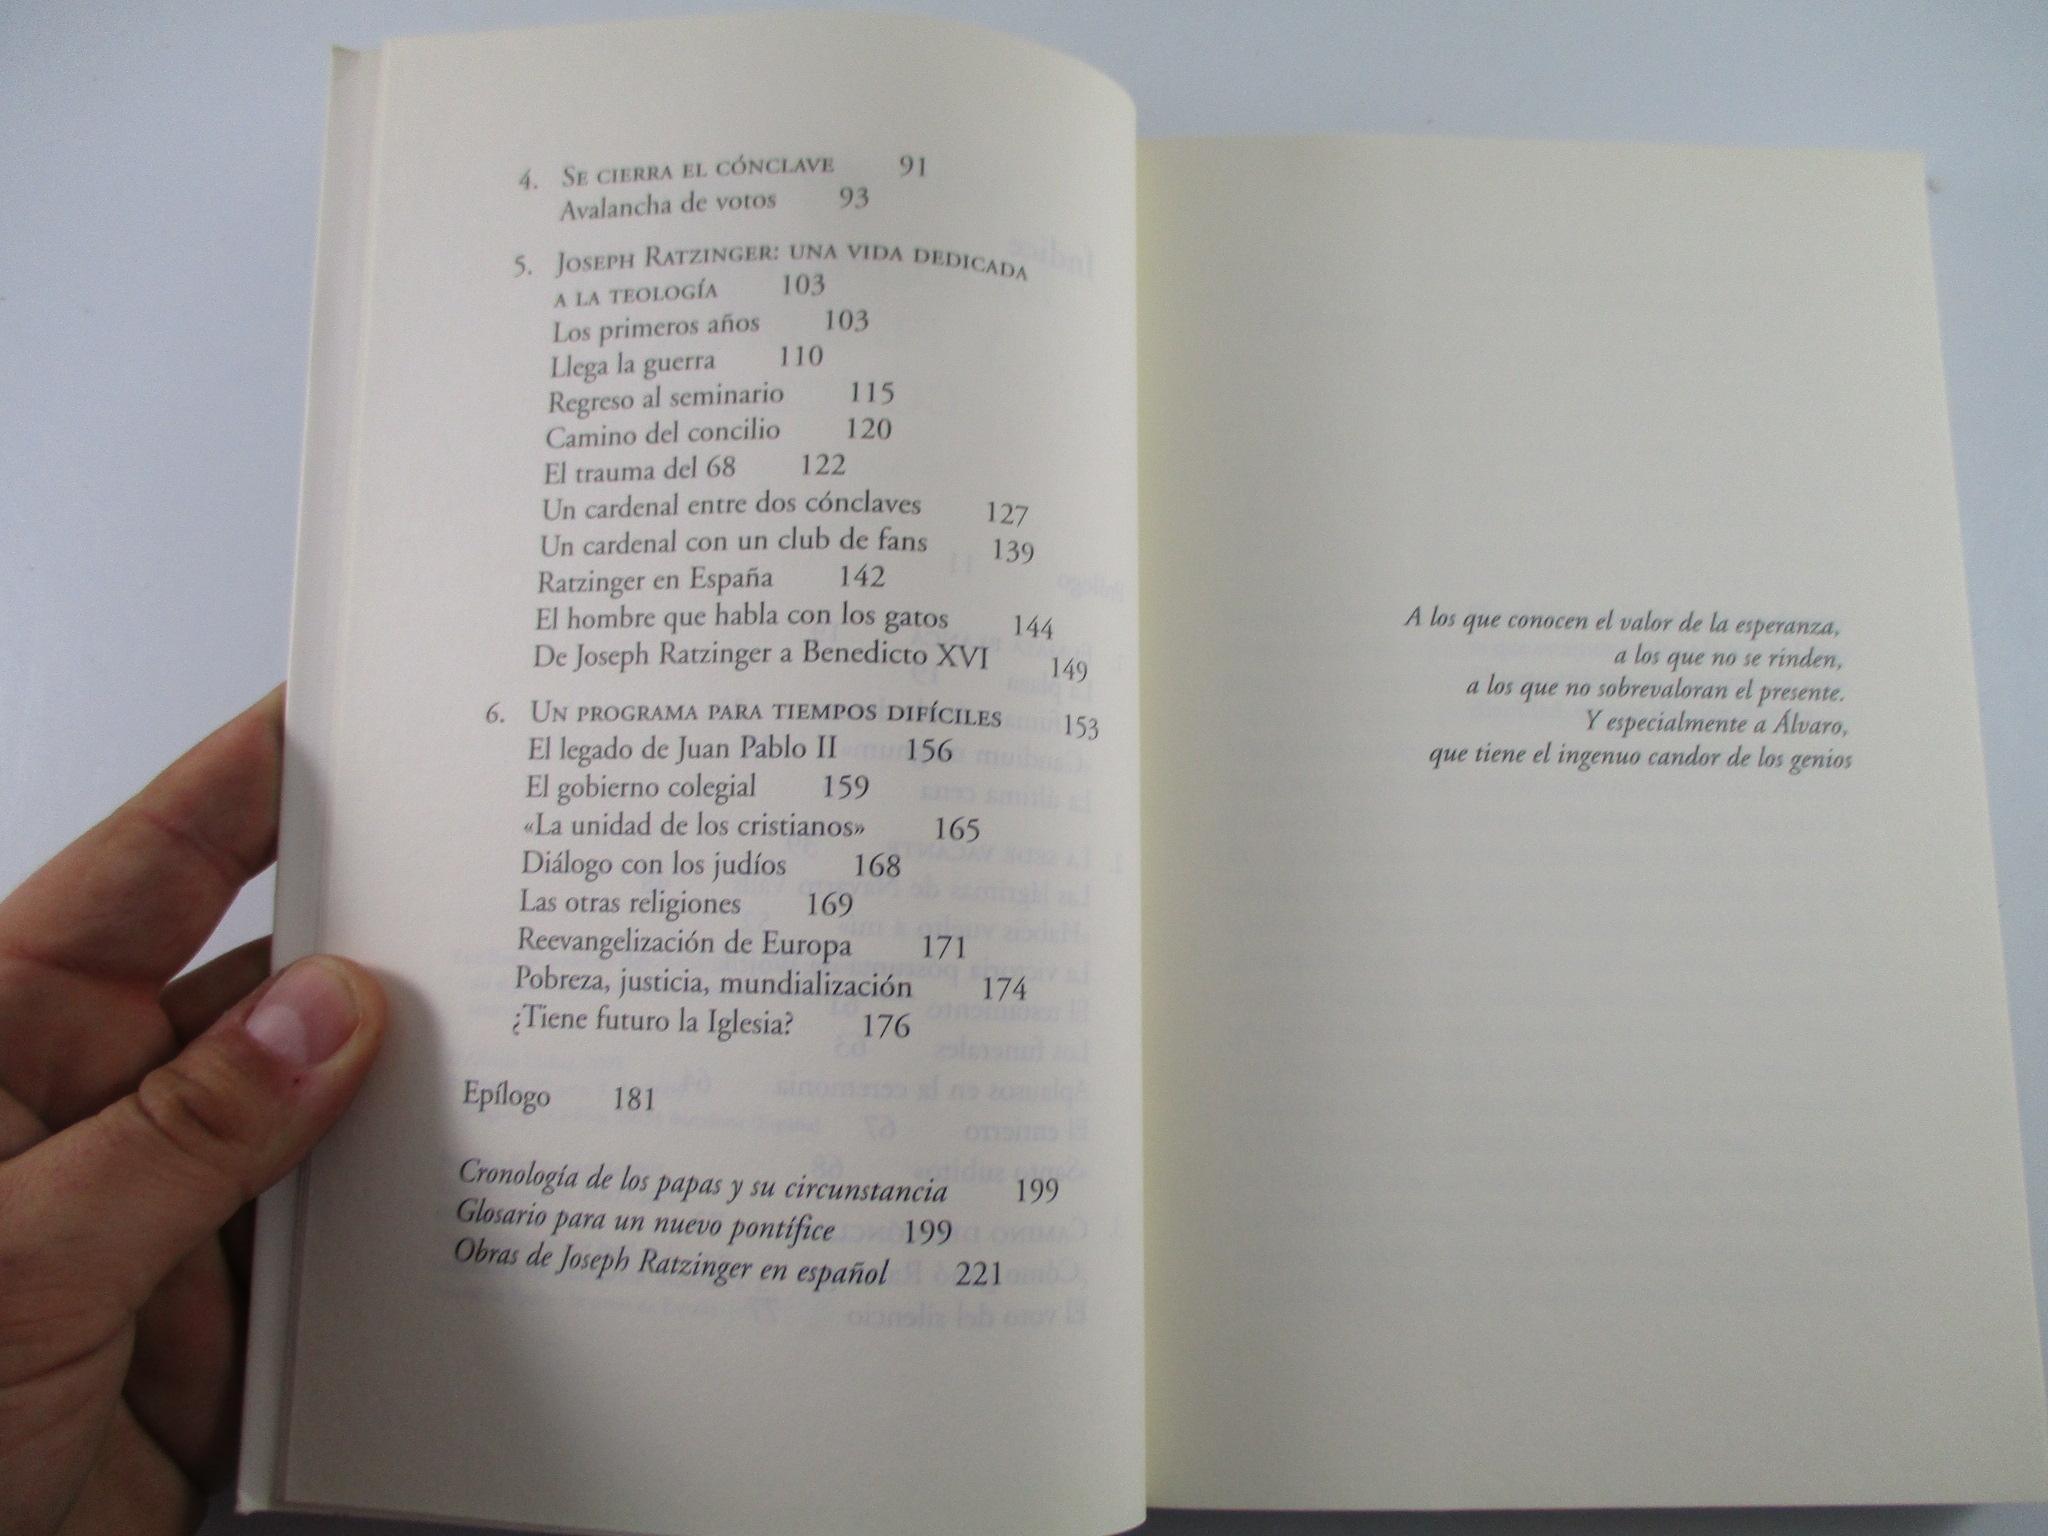 4. SE CIERRA EL CÓNCLAVE 91
Avalancha de votos 93
5. JOSEPH RATZINGER: UNA VIDA DEDICADA
A LA TEOLOGÍA 103
Los primeros años 103
Llega la guerra 110
Regreso al seminario 115
Camino del concilio 120
El trauma del 68 122
Un cardenal entre dos cónclaves 127
Un cardenal con un club de fans 139
Ratzinger en España 142
El hombre que habla con los gatos 144
De Joseph Ratzinger a Benedicto XVI 149
6. UN PROGRAMA PARA TIEMPOS DIFÍCILES 153
El legado de Juan Pablo II 156
El gobierno colegial 159
«La unidad de los cristianos» 165
Diálogo con los judíos 168
Las otras religiones 169
Reevangelización de Europa 171
Pobreza, justicia, mundialización 174
¿Tiene futuro la Iglesia? 176
Epílogo 181
Cronología de los papas y su circunstancia 199
Glosario para un nuevo pontífice 199
Obras de Joseph Ratzinger en español 221
A los que conocen el valor de la esperanza,
a los que no se rinden,
a los que no sobrevaloran el presente.
Y especialmente a Álvaro,
que tiene el ingenuo candor de los genios